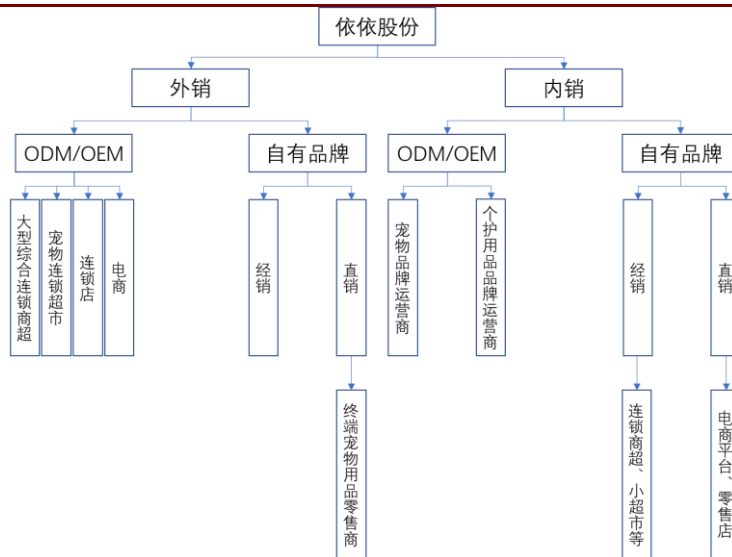 依依股份
外销
内销
ODM/OEM
自有品牌
ODM/OEM
自有品牌
大型综合连锁商超
宠物连锁超市
连锁店
电商
经销
直销
宠物品牌运营商
个护用品品牌运营商
经销
直销
终端宠物用品零售商
连锁商超、小超市等
电商平台、零售店